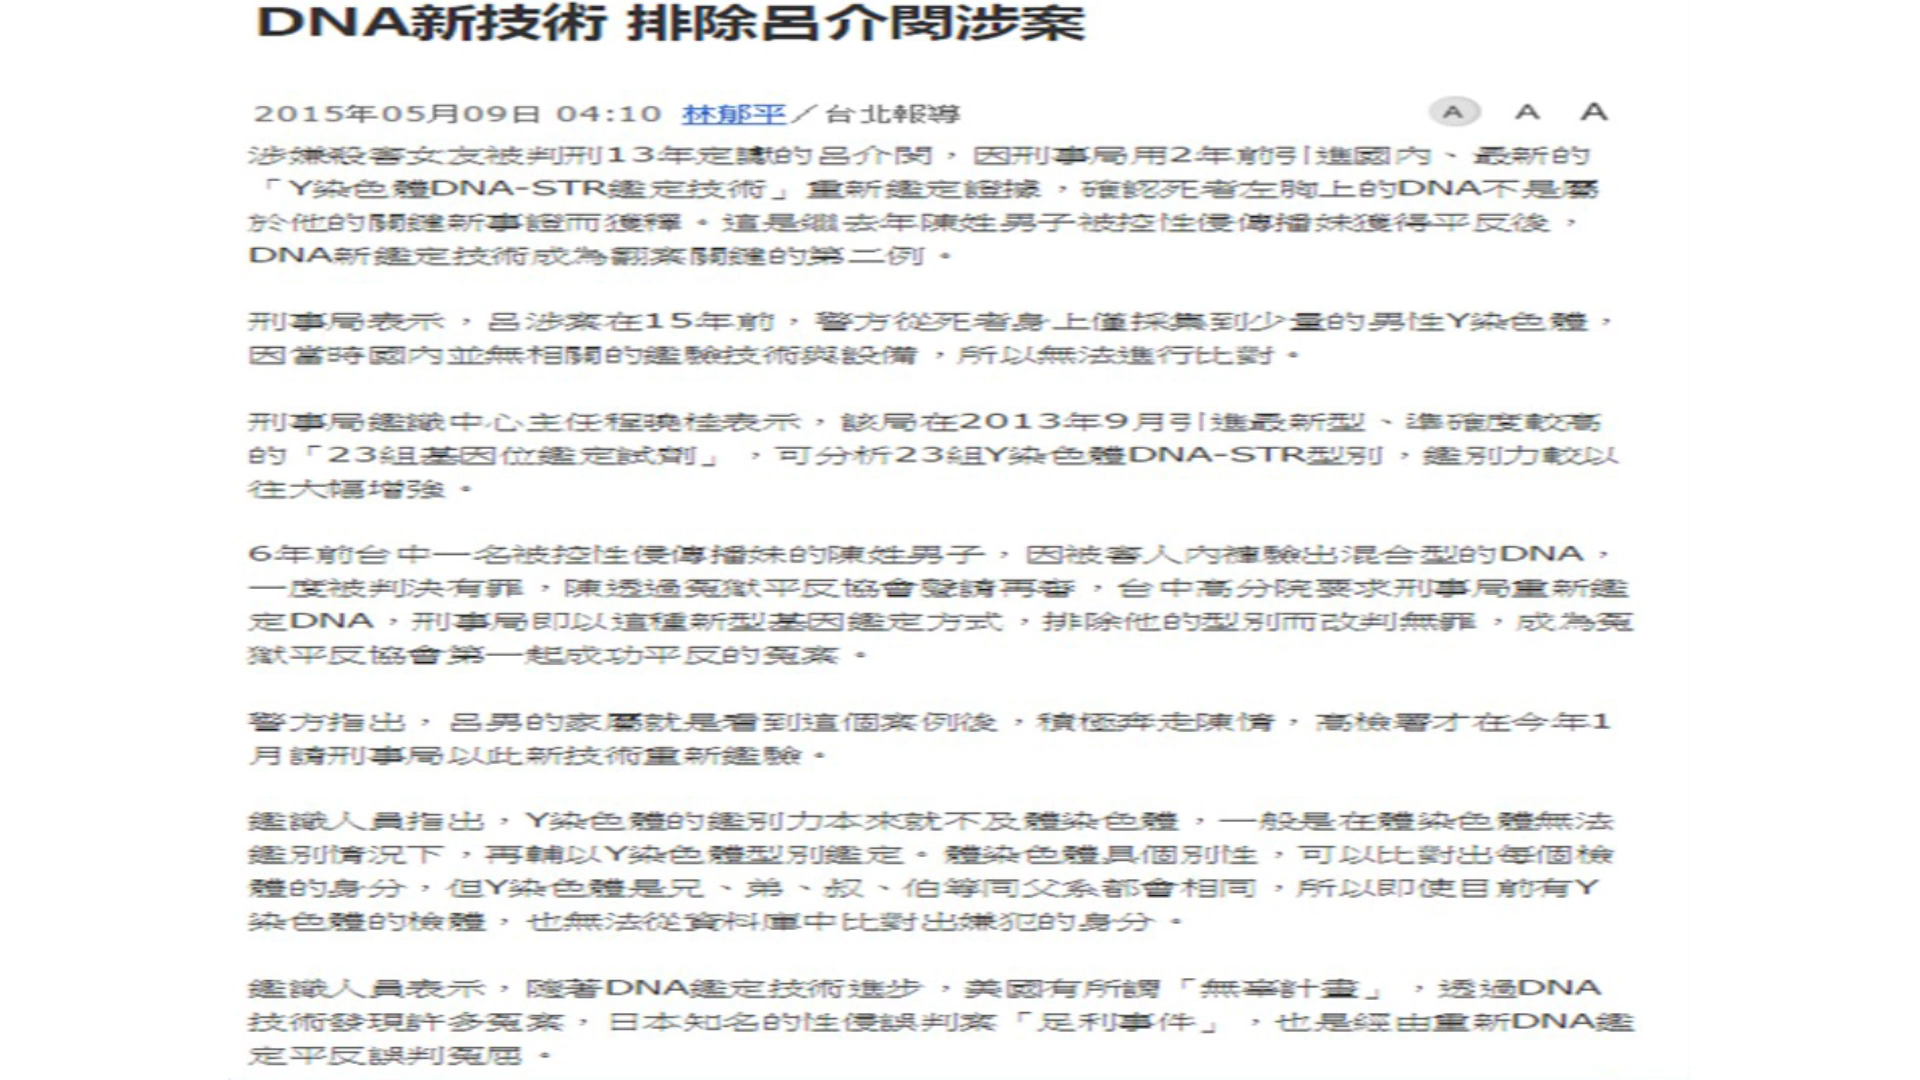 DNA新技術 排除呂介閔涉案
2015年05月09日 04:10 林郁平／台北報導
A A A
涉嫌殺害女友被判刑13年定讞的呂介閔，因刑事局用2年前引進國內、最新的
「Y染色體DNA-STR鑑定技術」重新鑑定證據，確認死者左胸上的DNA不是屬
於他的關鍵新事證而獲釋。這是繼去年陳姓男子被控性侵傳播妹獲得平反後，
DNA新鑑定技術成為翻案關鍵的第二例。
刑事局表示，呂涉案在15年前，警方從死者身上僅採集到少量的男性Y染色體，
因當時國內並無相關的鑑驗技術與設備，所以無法進行比對。
刑事局鑑識中心主任程曉桂表示，該局在2013年9月引進最新型、準確度較高
的「23組基因位鑑定試劑」，可分析23組Y染色體DNA-STR型別，鑑別力較以
往大幅增強。
6年前台中一名被控性侵傳播妹的陳姓男子，因被害人內褲驗出混合型的DNA，
一度被判決有罪，陳透過冤獄平反協會聲請再審，台中高分院要求刑事局重新鑑
定DNA，刑事局即以這種新型基因鑑定方式，排除他的型別而改判無罪，成為冤
獄平反協會第一起成功平反的冤案。
警方指出，呂男的家屬就是看到這個案例後，積極奔走陳情，高檢署才在今年1
月請刑事局以此新技術重新鑑驗。
鑑識人員指出，Y染色體的鑑別力本來就不及體染色體，一般是在體染色體無法
鑑別情況下，再輔以Y染色體型別鑑定。體染色體具個別性，可以比對出每個檢
體的身分，但Y染色體是兄、弟、叔、伯等同父系都會相同，所以即使目前有Y
染色體的檢體，也無法從資料庫中比對出嫌犯的身分。
鑑識人員表示，隨著DNA鑑定技術進步，美國有所謂「無辜計畫」，透過DNA
技術發現許多冤案，日本知名的性侵誤判案「足利事件」，也是經由重新DNA鑑
定平反誤判冤屈。